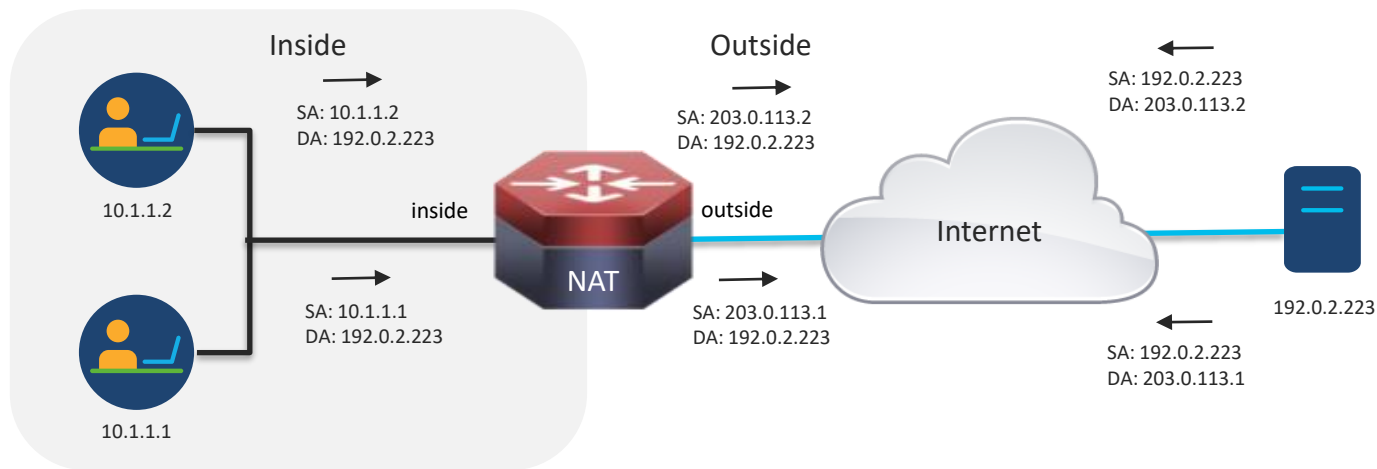 Inside
Outside
SA: 10.1.1.2
DA: 192.0.2.223
SA: 203.0.113.2
DA: 192.0.2.223
SA: 192.0.2.223
DA: 203.0.113.2
10.1.1.2
inside
outside
Internet
NAT
SA: 10.1.1.1
DA: 192.0.2.223
SA: 203.0.113.1
DA: 192.0.2.223
192.0.2.223
SA: 192.0.2.223
DA: 203.0.113.1
10.1.1.1